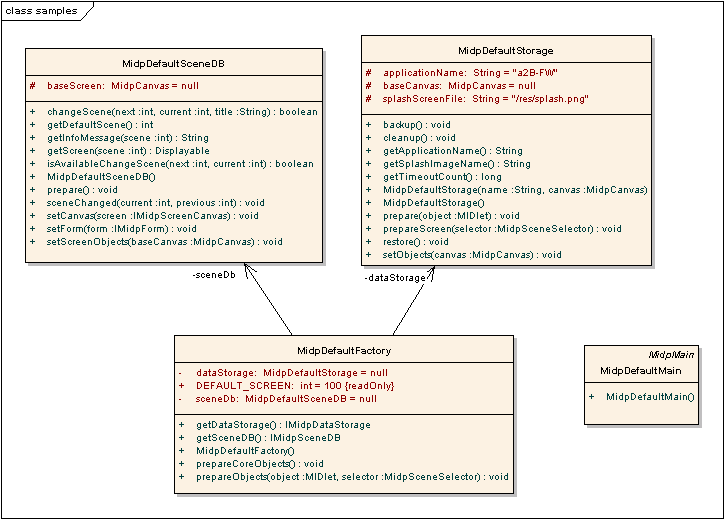 class samples
MidpDefaultSceneDB
# baseScreen: MidpCanvas = null
+ changeScene(next :int, current :int, title :String) : boolean
+ getDefaultScene() : int
+ getInfoMessage(scene :int) : String
+ getScreen(scene :int) : Displayable
+ isAvailableChangeScene(next :int, current :int) : boolean
+ MidpDefaultSceneDB()
+ prepare() : void
+ sceneChanged(current :int, previous :int) : void
+ setCanvas(screen :IMidpScreenCanvas) : void
+ setForm(form :IMidpForm) : void
+ setScreenObjects(baseCanvas :MidpCanvas) : void
MidpDefaultStorage
# applicationName: String = "a2B-FW"
# baseCanvas: MidpCanvas = null
# splashScreenFile: String = "/res/splash.png"
+ backup() : void
+ cleanup() : void
+ getApplicationName() : String
+ getSplashImageName() : String
+ getTimeoutCount() : long
+ MidpDefaultStorage(name :String, canvas :MidpCanvas)
+ MidpDefaultStorage()
+ prepare(object :MIDlet) : void
+ prepareScreen(selector :MidpSceneSelector) : void
+ restore() : void
+ setObjects(canvas :MidpCanvas) : void
-sceneDb
-dataStorage
MidpDefaultFactory
- dataStorage: MidpDefaultStorage = null
+ DEFAULT_SCREEN: int = 100 {readOnly}
- sceneDb: MidpDefaultSceneDB = null
+ getDataStorage() : IMidpDataStorage
+ getSceneDB() : IMidpSceneDB
+ MidpDefaultFactory()
+ prepareCoreObjects() : void
+ prepareObjects(object :MIDlet, selector :MidpSceneSelector) : void
IMidpMain
MidpDefaultMain
+ MidpDefaultMain()